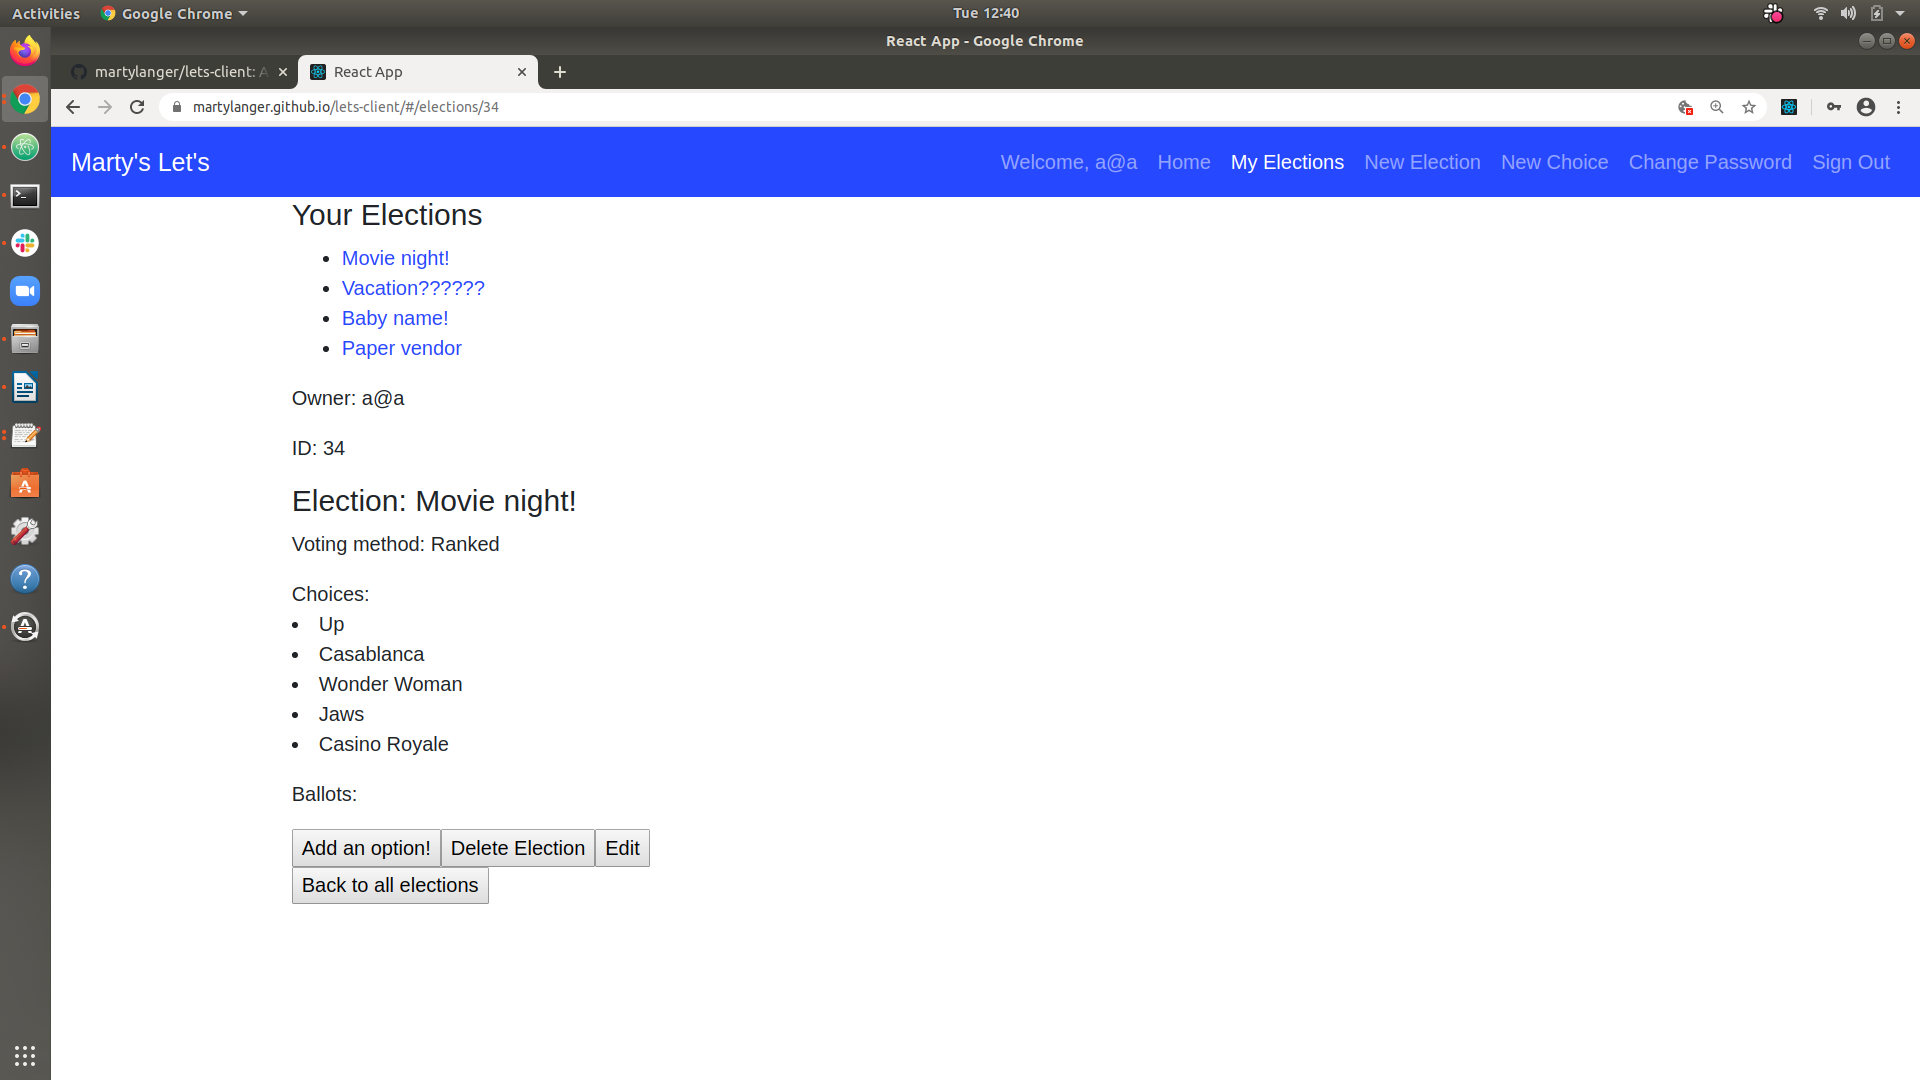 Activities
Google Chrome
Tue 12:40
React App - Google Chrome
martylanger/lets-client: A
React App
martylanger.github.io/lets-client/#/elections/34
Marty's Let's
Welcome, a@a
Home
My Elections
New Election
New Choice
Change Password
Sign Out
Your Elections
Movie night!
Vacation??????
Baby name!
Paper vendor
Owner: a@a
ID: 34
Election: Movie night!
Voting method: Ranked
Choices:
Up
Casablanca
Wonder Woman
Jaws
Casino Royale
Ballots:
Add an option! Delete Election Edit
Back to all elections